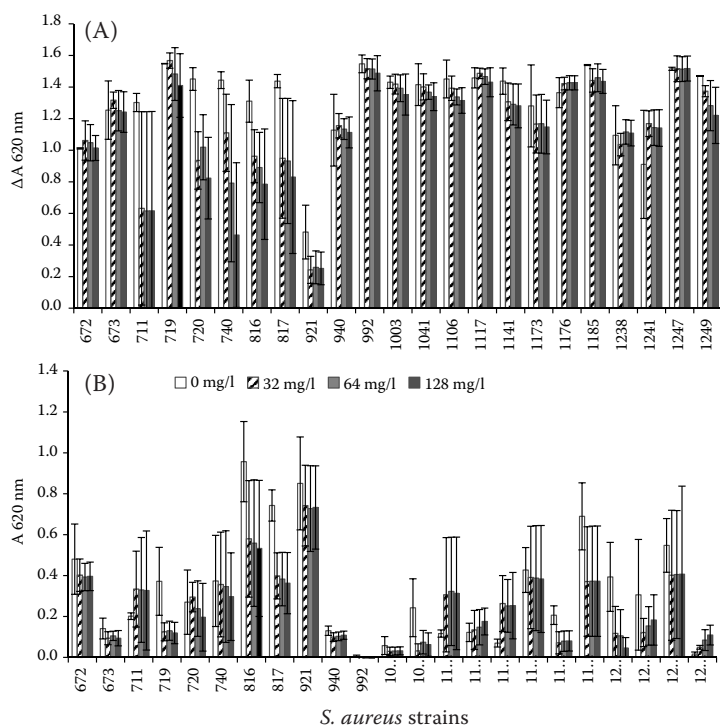 (A)
ΔA 620 nm
1.8
1.6
1.4
1.2
1.0
0.8
0.6
0.4
0.2
0.0
672 673 711 719 720 740 816 817 921 940 992 1003 1041 1106 1117 1141 1173 1176 1185 1238 1241 1247 1249
(B)
0 mg/l 32 mg/l 64 mg/l 128 mg/l
A 620 nm
1.4
1.2
1.0
0.8
0.6
0.4
0.2
0.0
672 673 711 719 720 740 816 817 921 940 992 10... 10... 11... 11... 11... 11... 11... 11... 12... 12... 12... 12...
S. aureus strains